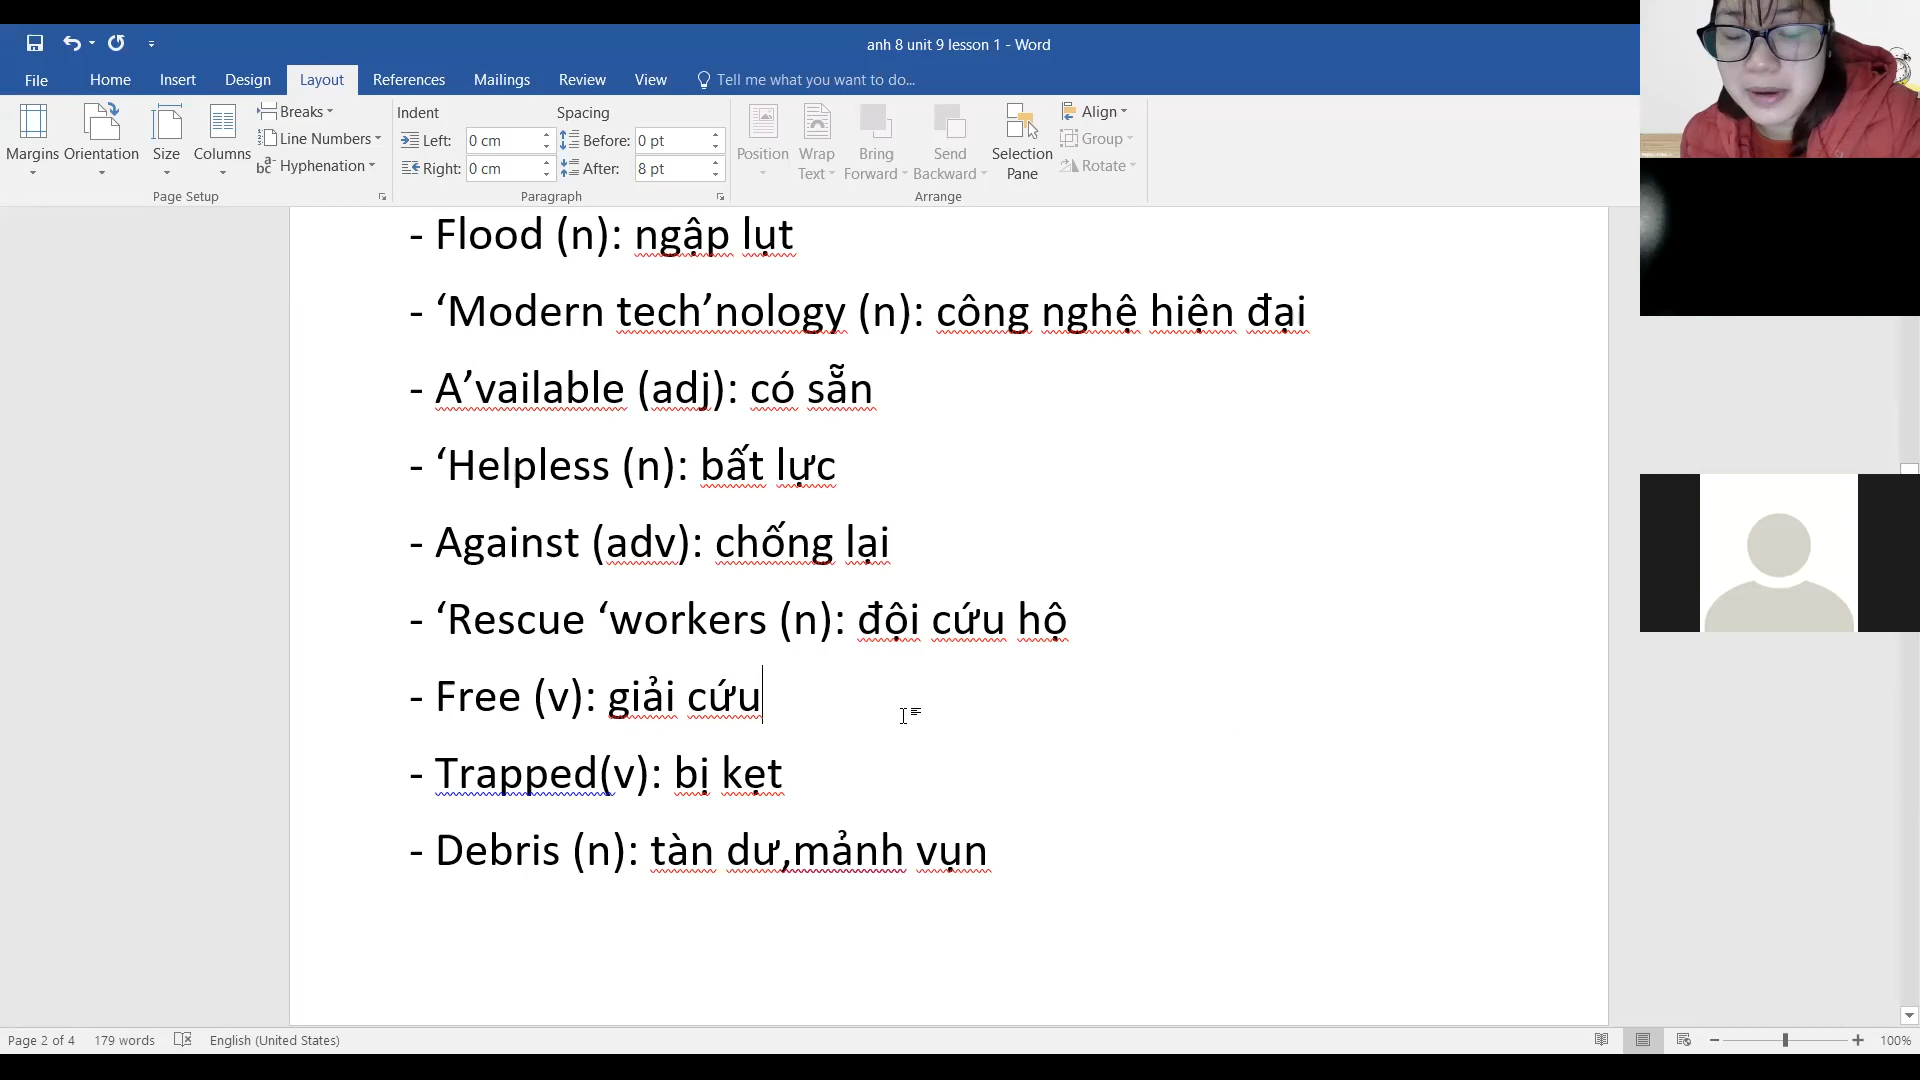 anh 8 unit 9 lesson 1 - Word
File Home Insert Design Layout References Mailings Review View Tell me what you want to do...
Margins Orientation Size Columns
Breaks
Line Numbers
Hyphenation
Page Setup
Indent Spacing
Left: 0 cm Before: 0 pt
Right: 0 cm After: 8 pt
Paragraph
Position Wrap Text Bring Forward Send Backward Selection Pane
Align
Group
Rotate
Arrange
- Flood (n): ngập lụt
- ‘Modern tech’nology (n): công nghệ hiện đại
- A’vailable (adj): có sẵn
- ‘Helpless (n): bất lực
- Against (adv): chống lại
- ‘Rescue ‘workers (n): đội cứu hộ
- Free (v): giải cứu
- Trapped(v): bị kẹt
- Debris (n): tàn dư,mảnh vụn
Page 2 of 4 179 words English (United States) 100%